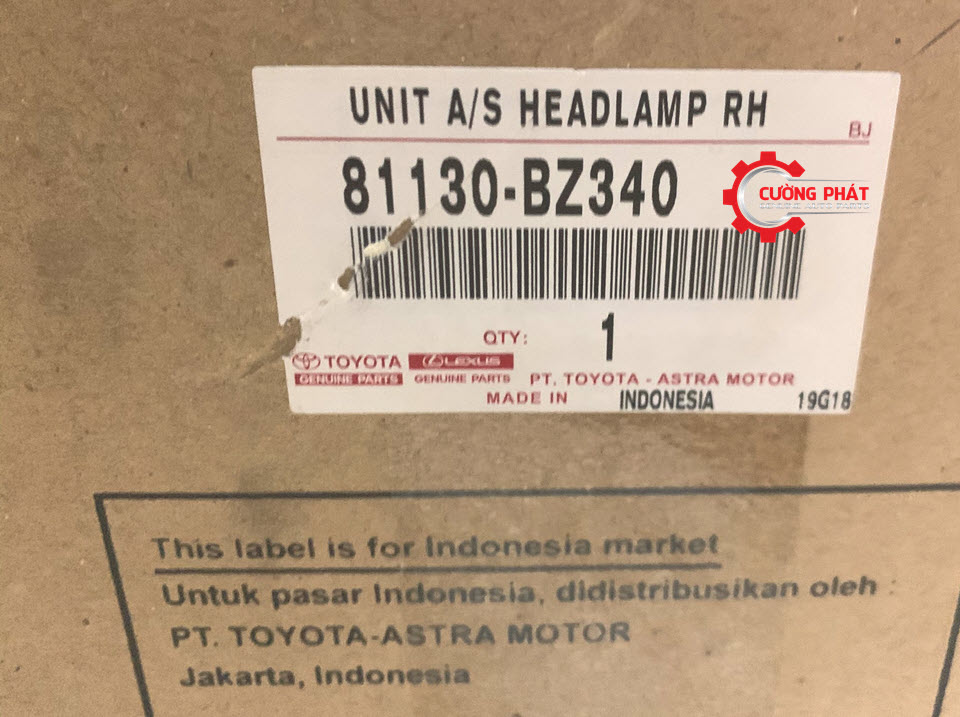 UNIT A/S HEADLAMP RH
BJ
81130-BZ340
CƯỜNG PHÁT
QTY: 1
TOYOTA LEXUS
GENUINE PARTS GENUINE PARTS PT. TOYOTA - ASTRA MOTOR
MADE IN INDONESIA 19G18
This label is for Indonesia market
Untuk pasar Indonesia, didistribusikan oleh :
PT. TOYOTA-ASTRA MOTOR
Jakarta, Indonesia